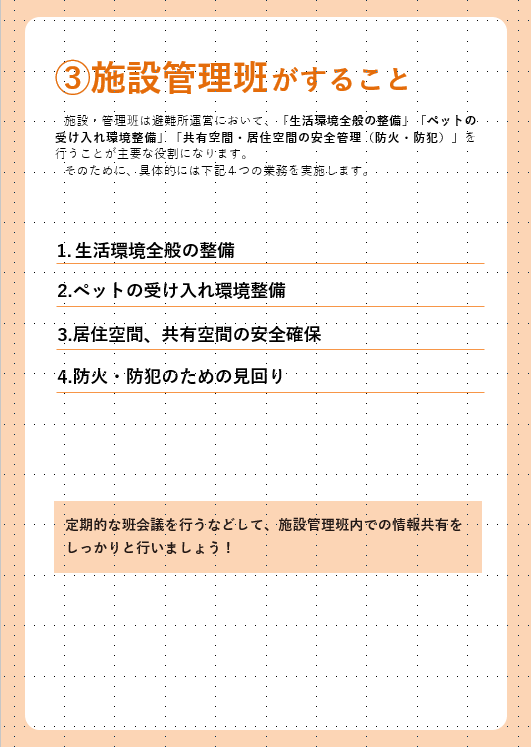 ③施設管理班がすること
施設・管理班は避難所運営において、「生活環境全般の整備」「ペットの
受け入れ環境整備」「共有空間・居住空間の安全管理（防火・防犯）」を
行うことが主要な役割になります。
そのために、具体的には下記４つの業務を実施します。
1. 生活環境全般の整備
2.ペットの受け入れ環境整備
3.居住空間、共有空間の安全確保
4.防火・防犯のための見回り
定期的な班会議を行うなどして、施設管理班内での情報共有を
しっかりと行いましょう！